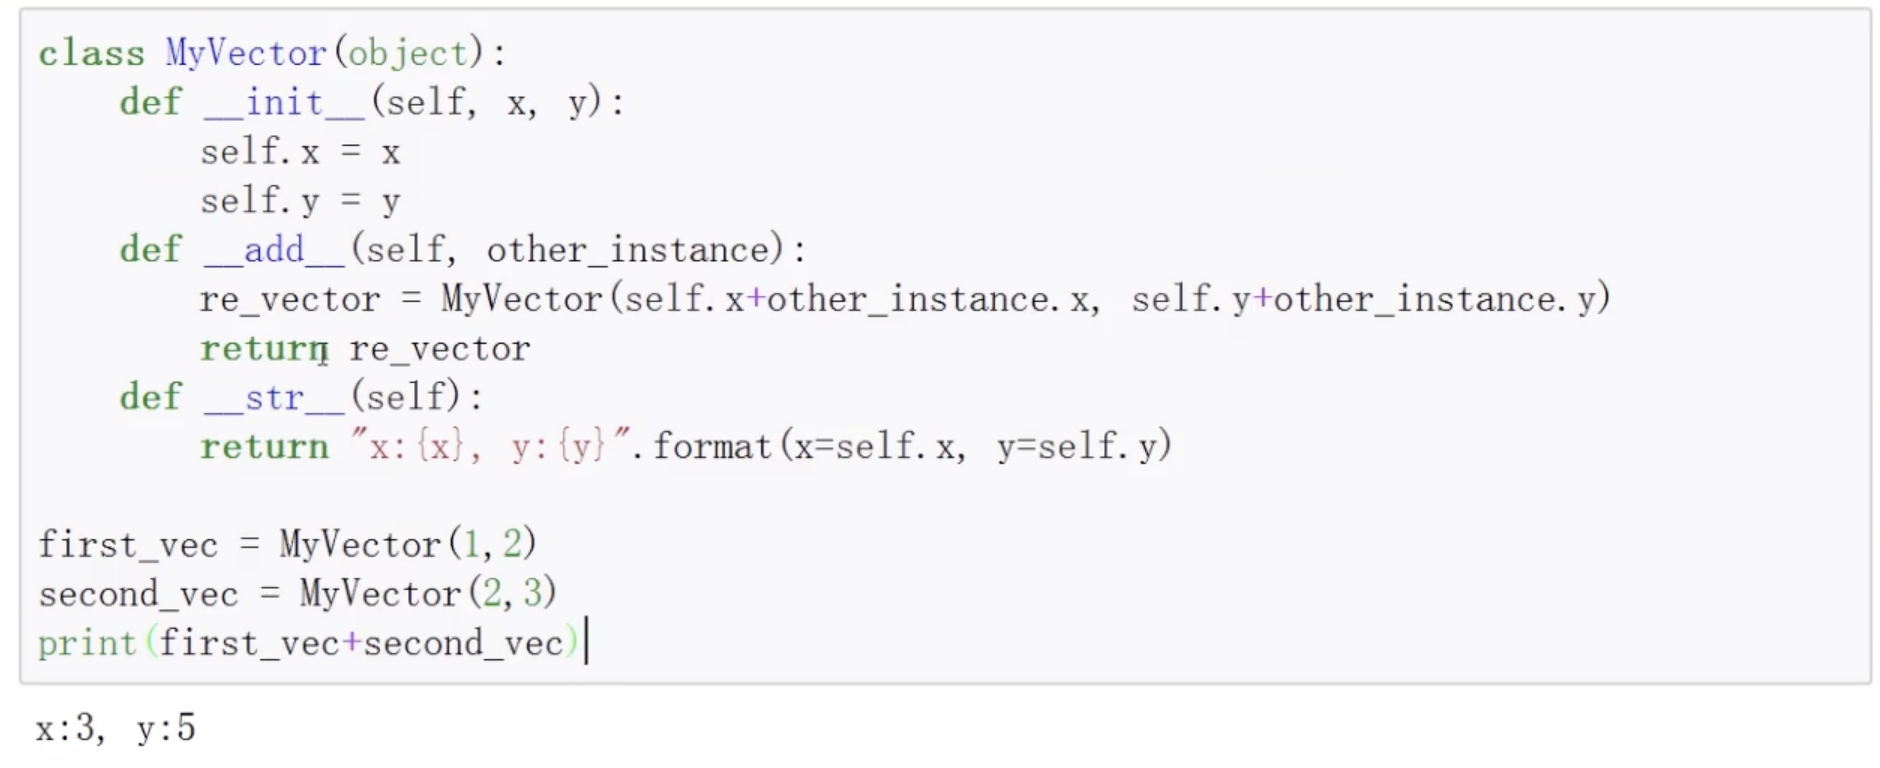 class MyVector(object):
    def __init__(self, x, y):
        self.x = x
        self.y = y
    def __add__(self, other_instance):
        re_vector = MyVector(self.x+other_instance.x, self.y+other_instance.y)
        return re_vector
    def __str__(self):
        return "x:{x}, y:{y}".format(x=self.x, y=self.y)

first_vec = MyVector(1,2)
second_vec = MyVector(2,3)
print(first_vec+second_vec)
x:3, y:5